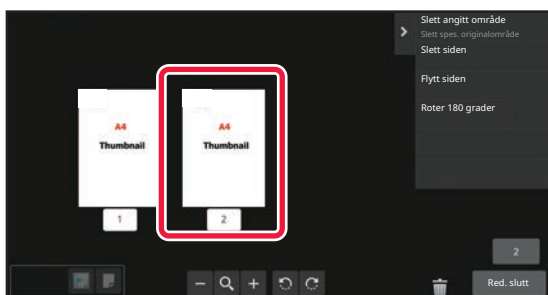 Slett angitt område
Slett spes. originalområde
Slett siden
Flytt siden
Roter 180 grader
A4
Thumbnail
A4
Thumbnail
1
2
2
Red. slutt